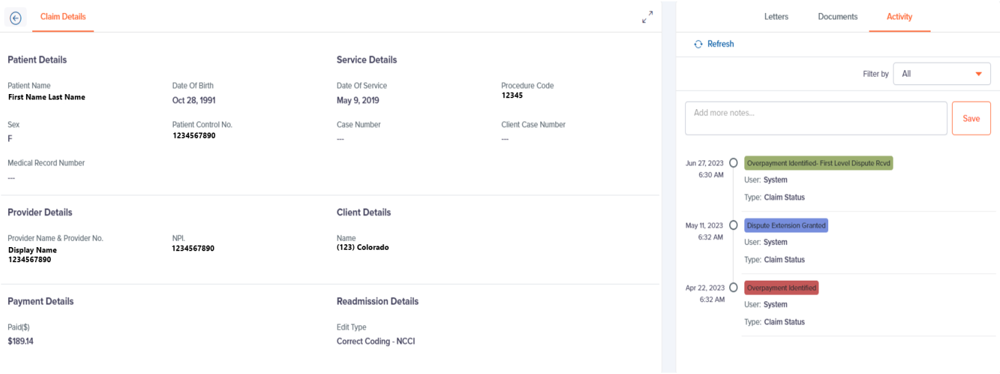 Claim Details
Patient Details
Patient Name
First Name Last Name
Date Of Birth
Oct 28, 1991
Sex
F
Patient Control No.
1234567890
Medical Record Number
---
Service Details
Date Of Service
May 9, 2019
Procedure Code
12345
Case Number
---
Client Case Number
---
Provider Details
Provider Name & Provider No.
Display Name
1234567890
NPI.
1234567890
Client Details
Name
(123) Colorado
Payment Details
Paid($)
$189.14
Readmission Details
Edit Type
Correct Coding - NCCI
Letters
Documents
Activity
Refresh
Filter by
All
Add more notes...
Save
Jun 27, 2023
6:30 AM
Overpayment Identified- First Level Dispute Rcvd
User: System
Type: Claim Status
May 11, 2023
6:32 AM
Dispute Extension Granted
User: System
Type: Claim Status
Apr 22, 2023
6:32 AM
Overpayment Identified
User: System
Type: Claim Status